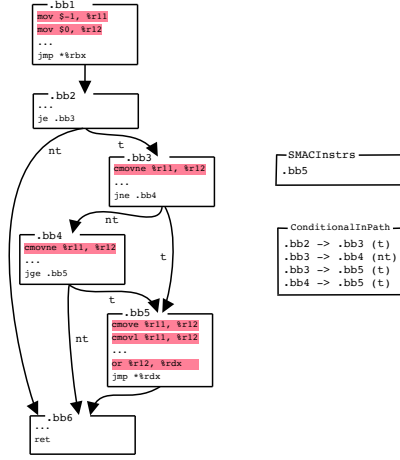 .bb1
mov $-1, %r11
mov $0, %r12
...
jmp *%rbx
.bb2
...
je .bb3
nt
t
.bb3
cmovne %r11, %r12
...
jne .bb4
SMACInstrs
.bb5
nt
t
.bb4
cmovne %r11, %r12
...
jge .bb5
ConditionalInPath
.bb2 -> .bb3 (t)
.bb3 -> .bb4 (nt)
.bb3 -> .bb5 (t)
.bb4 -> .bb5 (t)
nt
t
.bb5
cmove %r11, %r12
cmovl %r11, %r12
...
or %r12, %rdx
jmp *%rdx
.bb6
...
ret